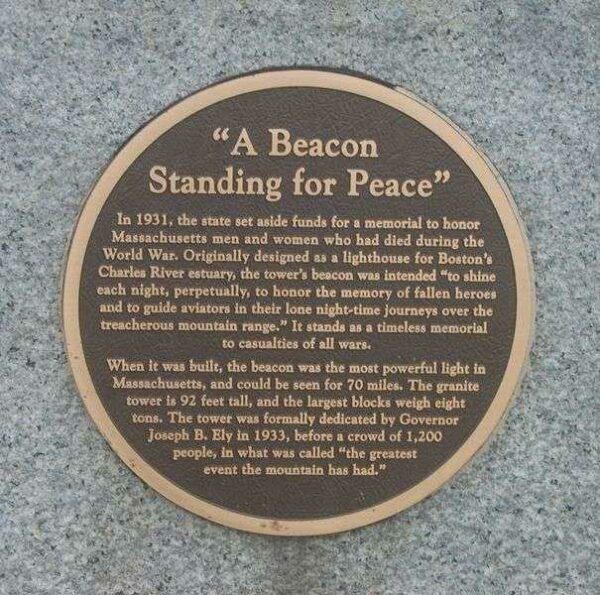 “A Beacon
Standing for Peace”
In 1931, the state set aside funds for a memorial to honor
Massachusetts men and women who had died during the
World War. Originally designed as a lighthouse for Boston's
Charles River estuary, the tower's beacon was intended “to shine
each night, perpetually, to honor the memory of fallen heroes
and to guide aviators in their lone night-time journeys over the
treacherous mountain range.” It stands as a timeless memorial
to casualties of all wars.
When it was built, the beacon was the most powerful light in
Massachusetts, and could be seen for 70 miles. The granite
tower is 92 feet tall, and the largest blocks weigh eight
tons. The tower was formally dedicated by Governor
Joseph B. Ely in 1933, before a crowd of 1,200
people, in what was called “the greatest
event the mountain has had.”